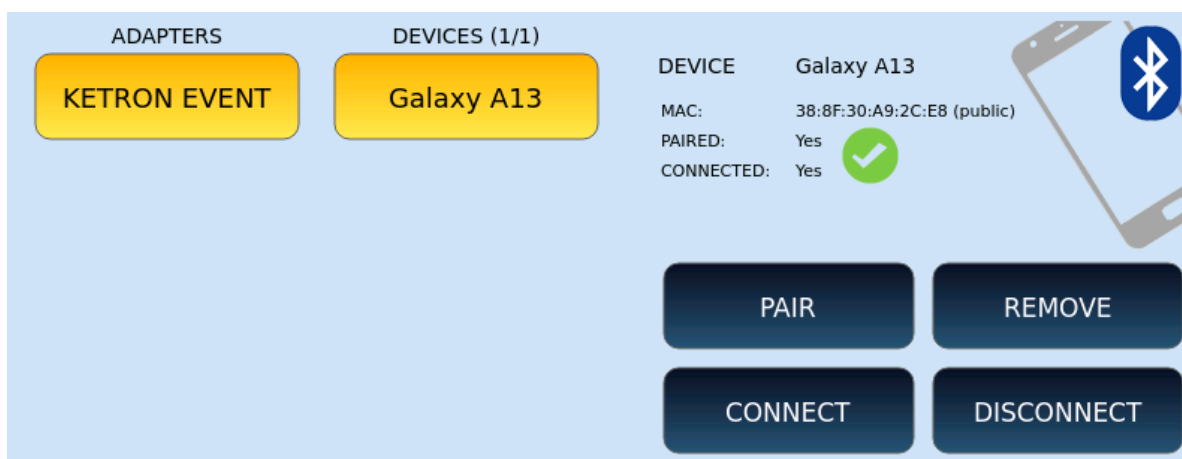 ADAPTERS
DEVICES (1/1)
KETRON EVENT
Galaxy A13
DEVICE Galaxy A13
MAC: 38:8F:30:A9:2C:E8 (public)
PAIRED: Yes
CONNECTED: Yes
PAIR
REMOVE
CONNECT
DISCONNECT